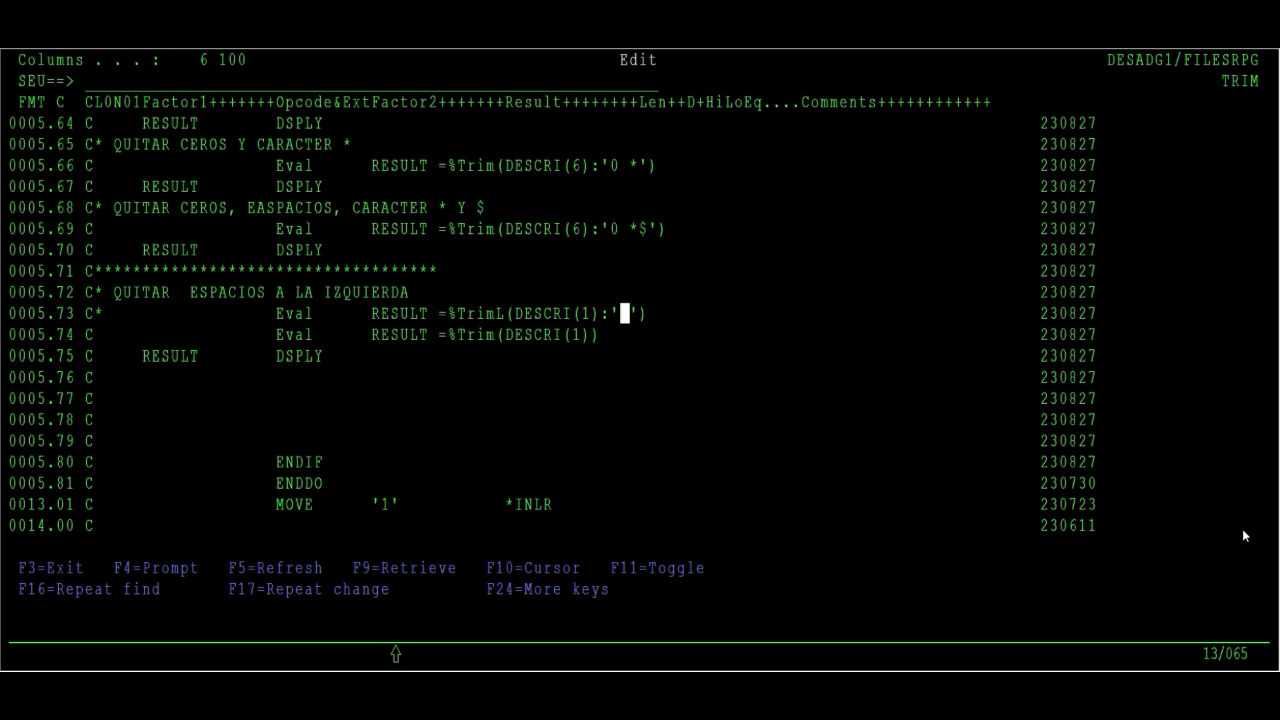 Columns . . . :    6 100                                        Edit                                                DESADG1/FILESRPG
SEU==>                                                                                                              TRIM
FMT C  CL0N01Factor1+++++++Opcode&ExtFactor2+++++++Result++++++++Len++D+HiLoEq....Comments++++++++++++
0005.64 C     RESULT        DSPLY                                                                           230827
0005.65 C* QUITAR CEROS Y CARACTER *                                                                        230827
0005.66 C                   Eval      RESULT =%Trim(DESCRI(6):'0 *')                                        230827
0005.67 C     RESULT        DSPLY                                                                           230827
0005.68 C* QUITAR CEROS, EASPACIOS, CARACTER * Y $                                                          230827
0005.69 C                   Eval      RESULT =%Trim(DESCRI(6):'0 *$')                                       230827
0005.70 C     RESULT        DSPLY                                                                           230827
0005.71 C************************************                                                               230827
0005.72 C* QUITAR  ESPACIOS A LA IZQUIERDA                                                                  230827
0005.73 C*                  Eval      RESULT =%TrimL(DESCRI(1):' ')                                         230827
0005.74 C                   Eval      RESULT =%Trim(DESCRI(1))                                              230827
0005.75 C     RESULT        DSPLY                                                                           230827
0005.76 C                                                                                                   230827
0005.77 C                                                                                                   230827
0005.78 C                                                                                                   230827
0005.79 C                                                                                                   230827
0005.80 C                   ENDIF                                                                           230827
0005.81 C                   ENDDO                                                                           230730
0013.01 C                   MOVE      '1'           *INLR                                                   230723
0014.00 C                                                                                                   230611
F3=Exit   F4=Prompt   F5=Refresh   F9=Retrieve   F10=Cursor   F11=Toggle
F16=Repeat find       F17=Repeat change          F24=More keys
13/065